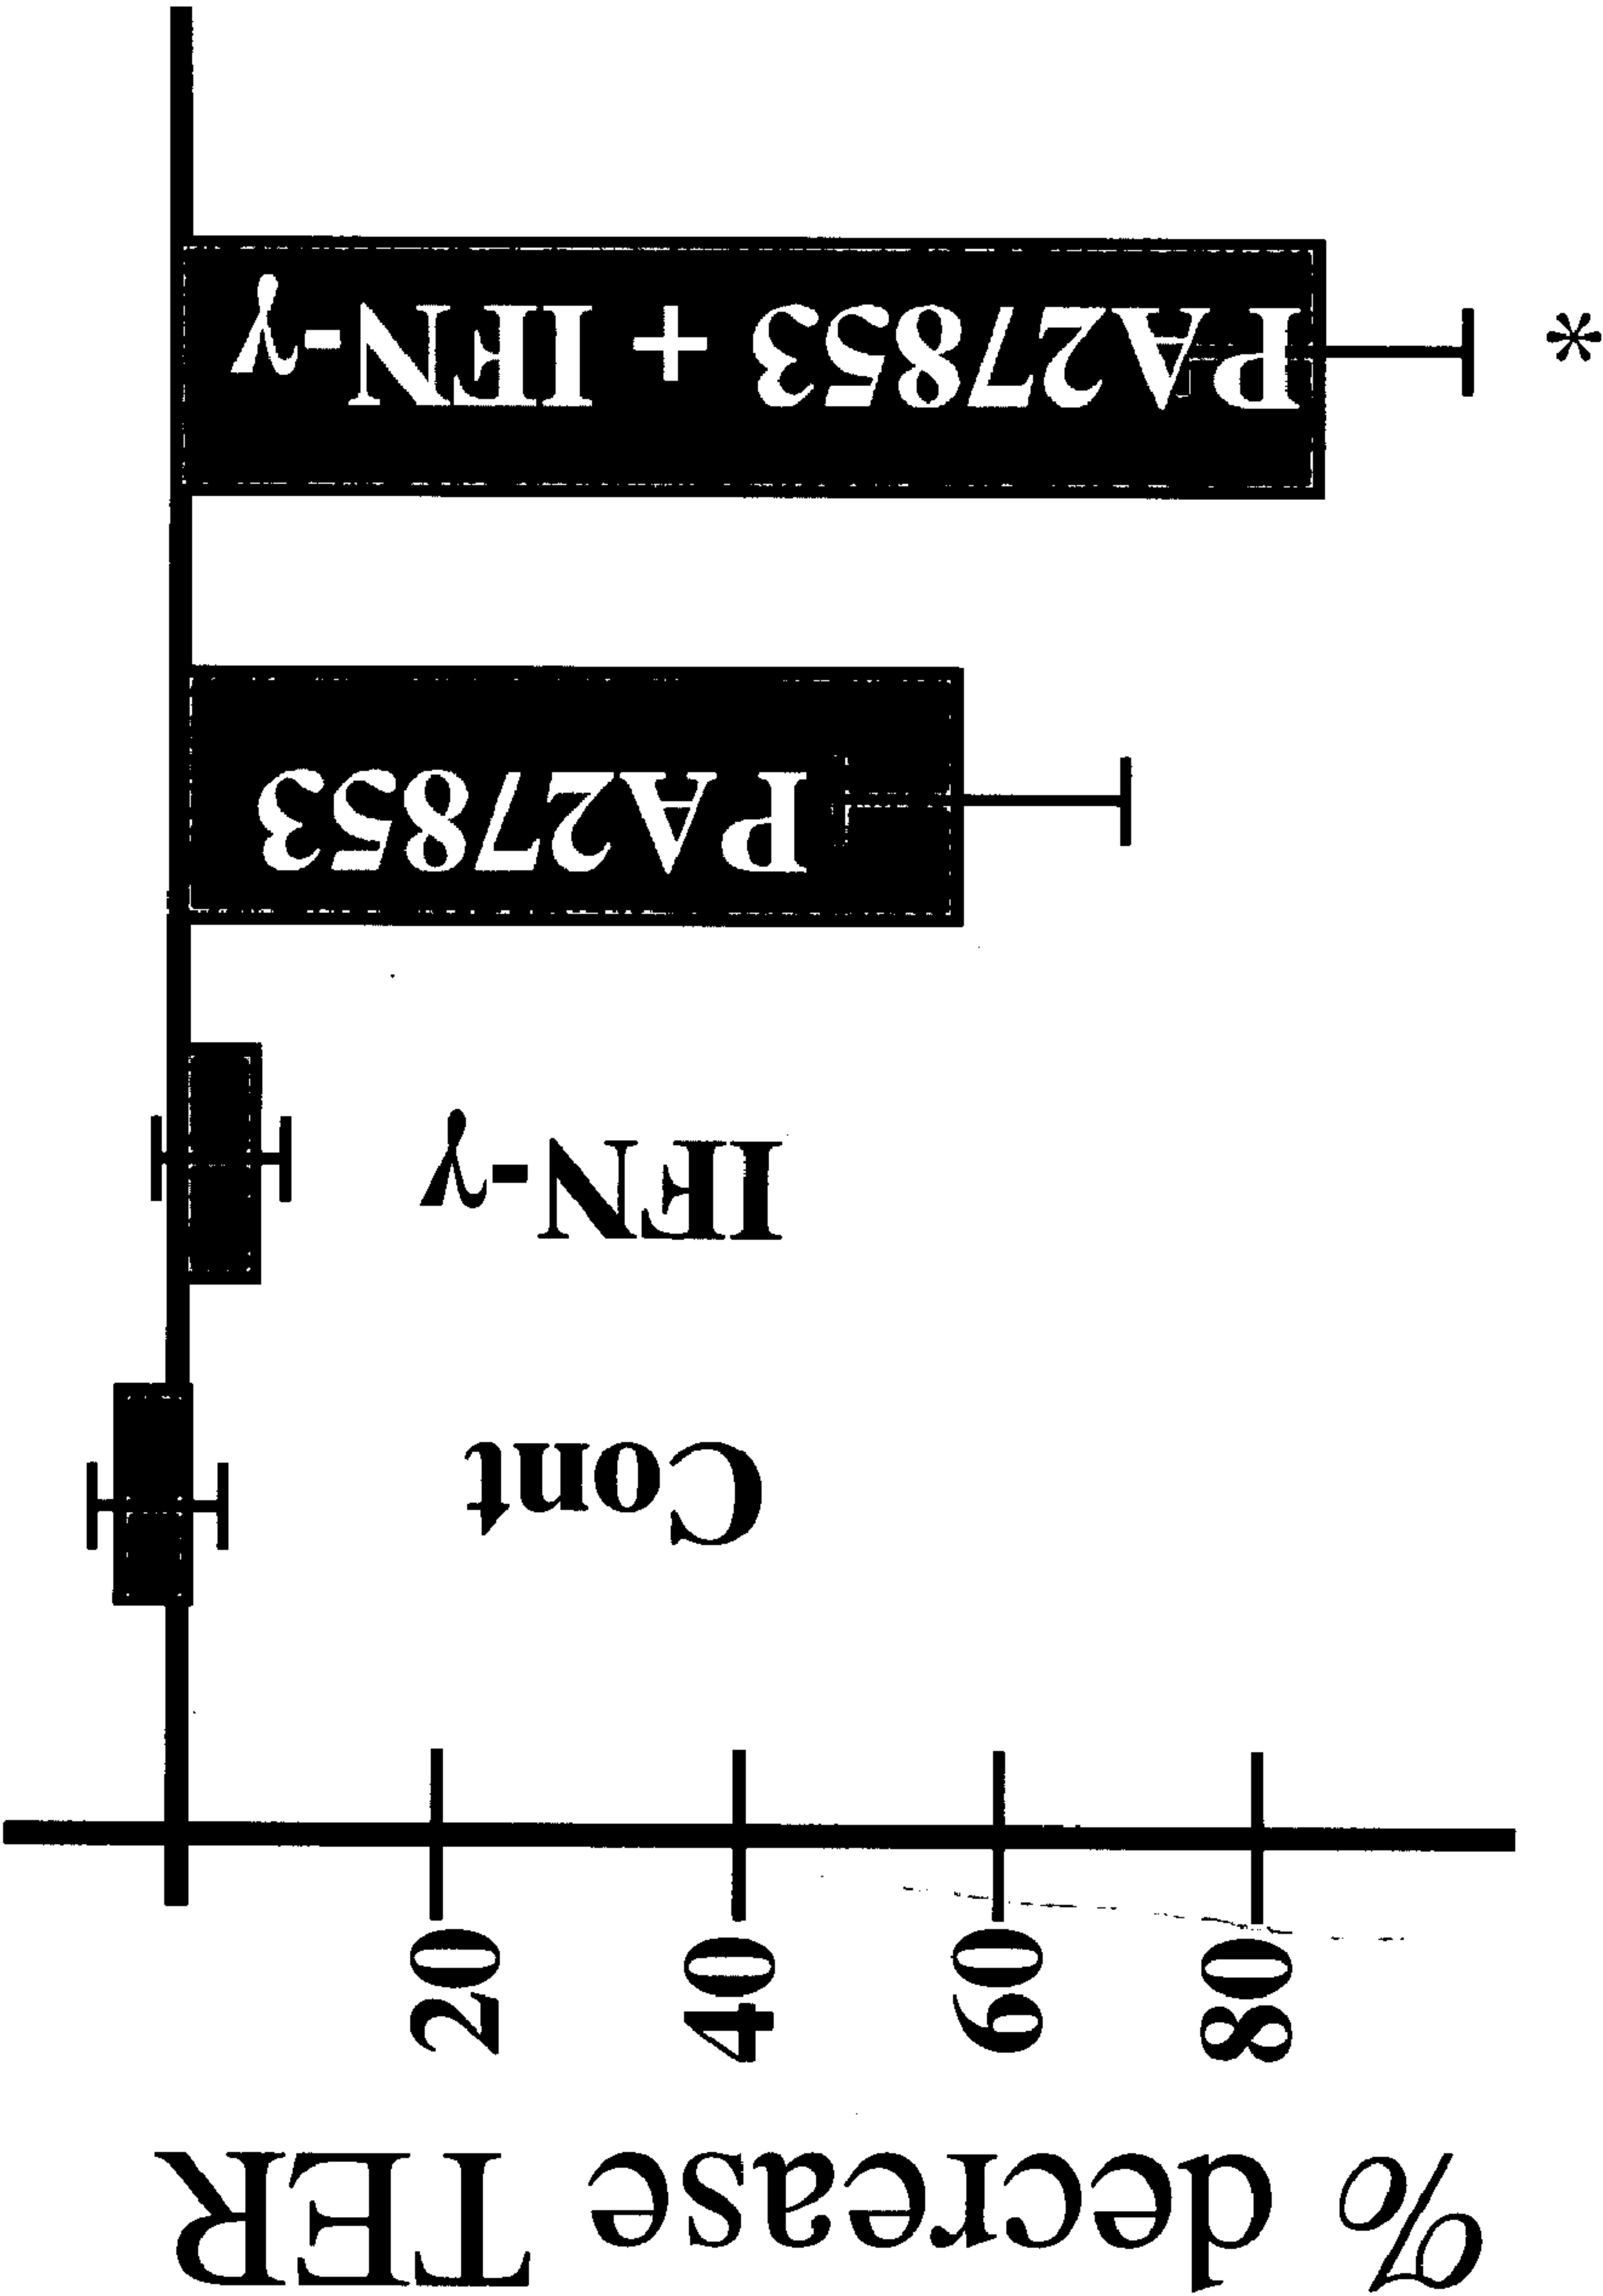 % decrease TER
80
60
40
20
Cont
IFN-γ
PA27853
PA27853 + IFN-γ
*